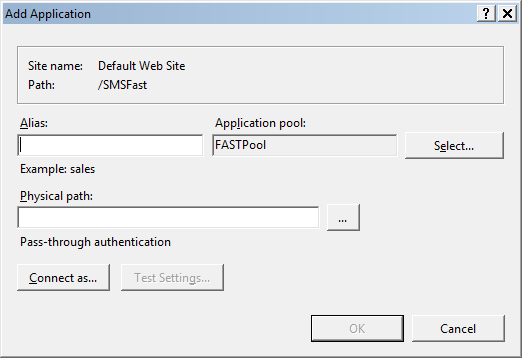 Add Application
Site name: Default Web Site
Path: /SMSFast
Alias: Application pool:
FASTPool Select...
Example: sales
Physical path:
...
Pass-through authentication
Connect as... Test Settings...
OK Cancel